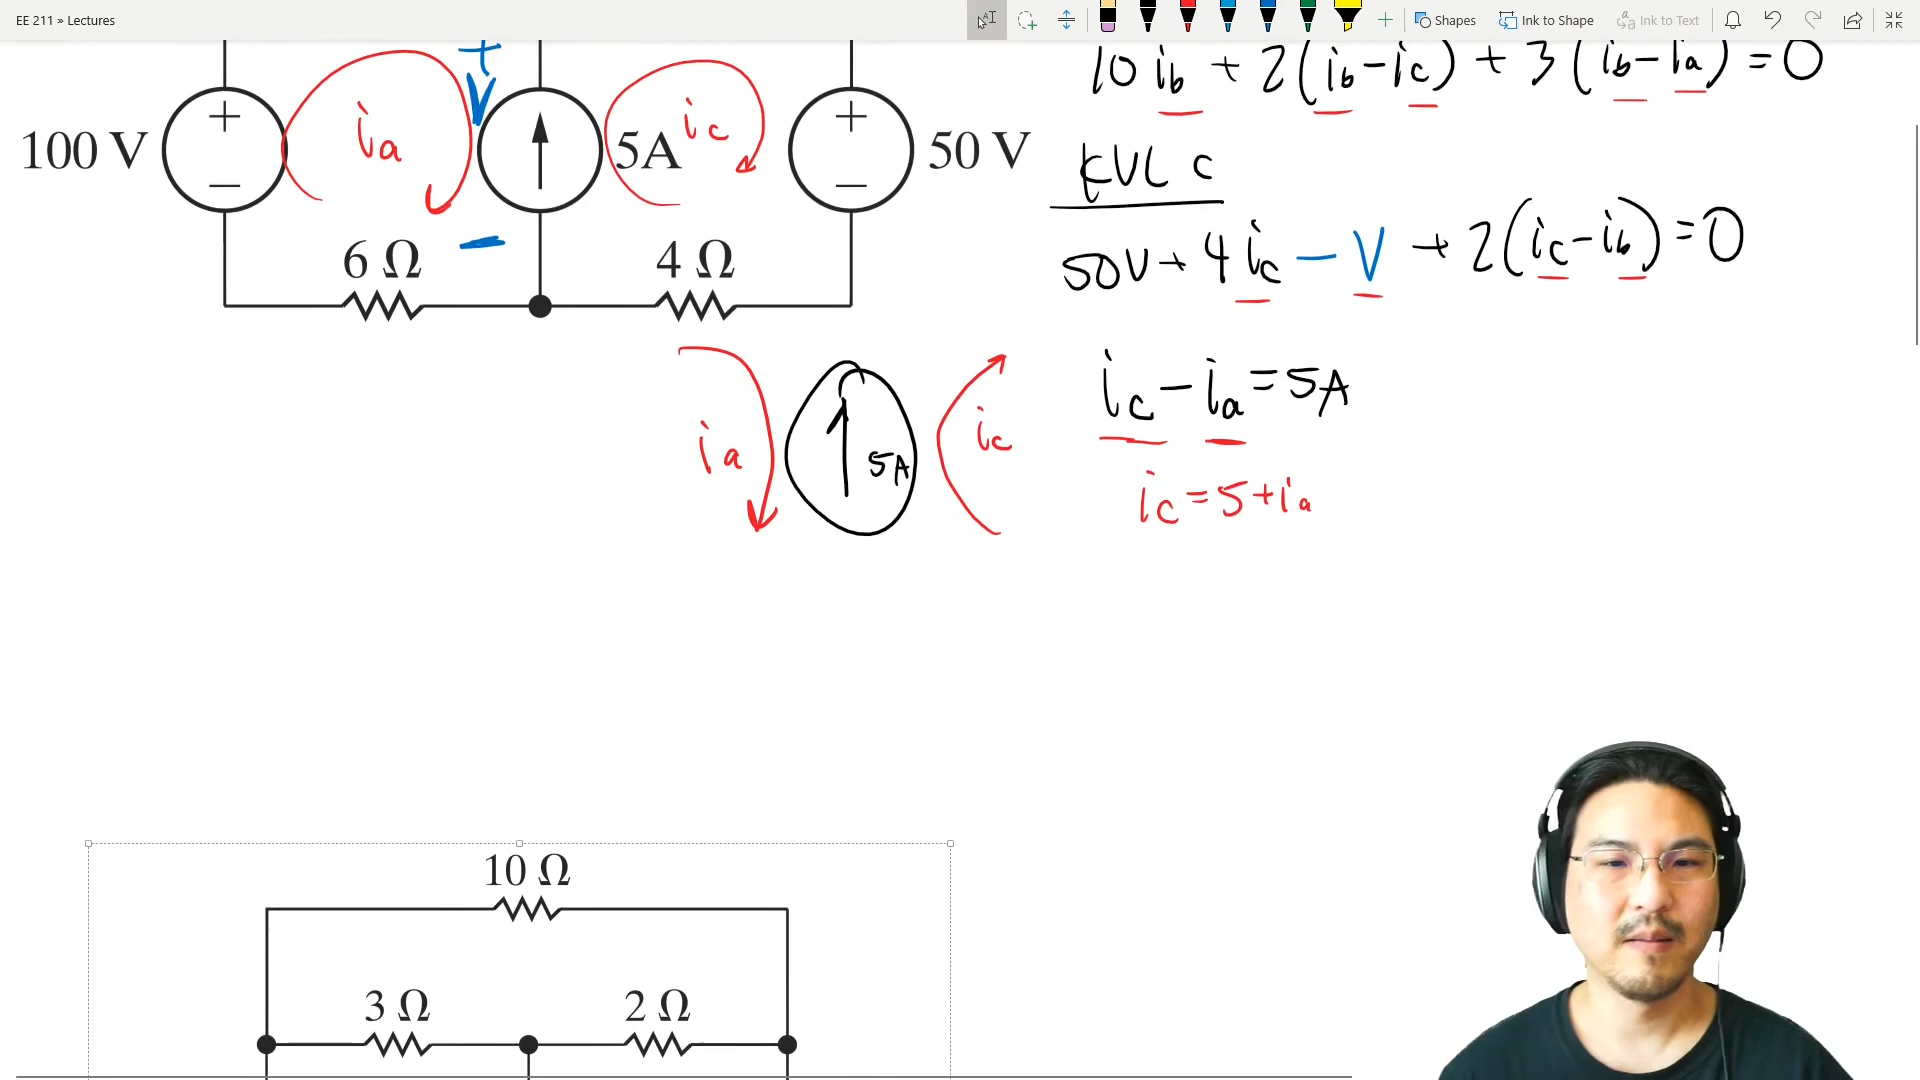 EE 211 » Lectures
Shapes Ink to Shape Ink to Text
10 ib + 2(ib-ic) + 3(ib-ia) = 0
KVL C
50V + 4ic - V + 2(ic-ib) = 0
ic - ia = 5A
ic = 5 + ia
+
V
-
ia
ic
100 V
+
-
5A
+
-
50 V
6 Ω
4 Ω
ia
5A
ic
10 Ω
3 Ω
2 Ω